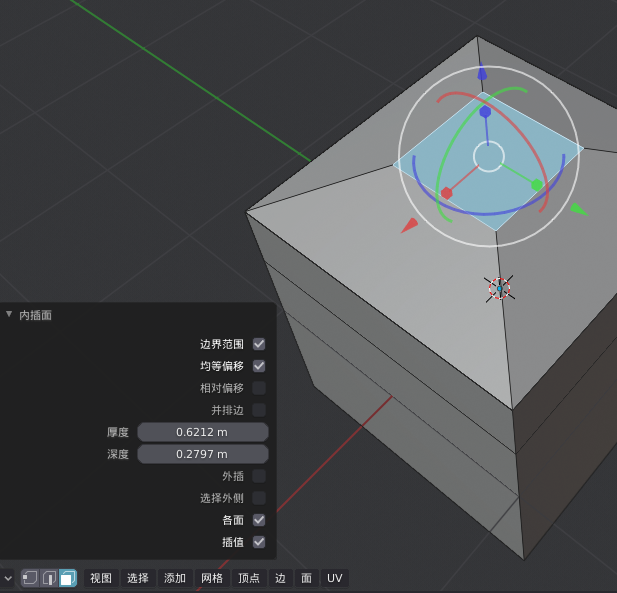 内插面
边界范围
均等偏移
相对偏移
并排边
厚度 0.6212 m
深度 0.2797 m
外插
选择外侧
各面
插值
视图 选择 添加 网格 顶点 边 面 UV